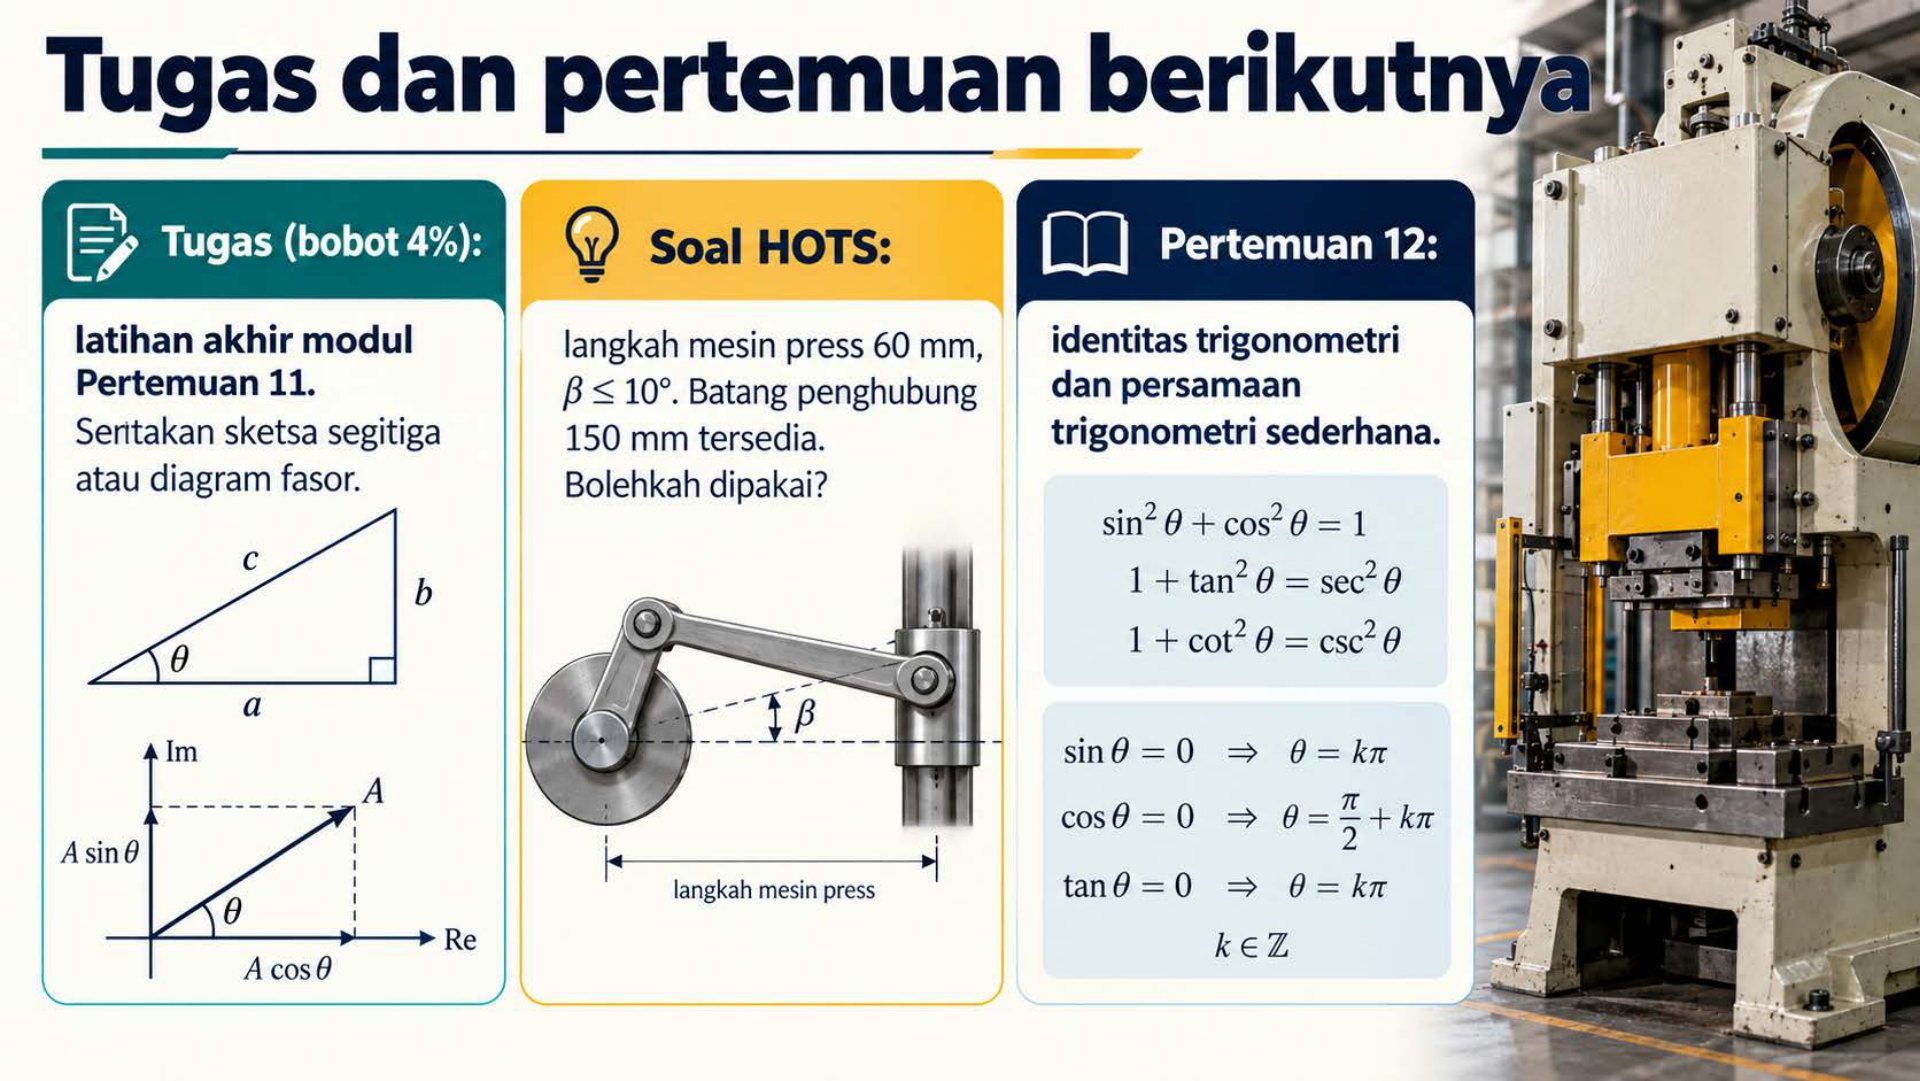 Tugas dan pertemuan berikutnya
Tugas (bobot 4%):
latihan akhir modul
Pertemuan 11.
Seritakan sketsa segitiga
atau diagram fasor.
c
b
θ
a
Im
A
A sin θ
θ
Re
A cos θ
Soal HOTS:
langkah mesin press 60 mm,
β ≤ 10°. Batang penghubung
150 mm tersedia.
Bolehkah dipakai?
β
langkah mesin press
Pertemuan 12:
identitas trigonometri
dan persamaan
trigonometri sederhana.
sin² θ + cos² θ = 1
1 + tan² θ = sec² θ
1 + cot² θ = csc² θ
sin θ = 0 ⇒ θ = kπ
cos θ = 0 ⇒ θ = π/2 + kπ
tan θ = 0 ⇒ θ = kπ
k ∈ ℤ